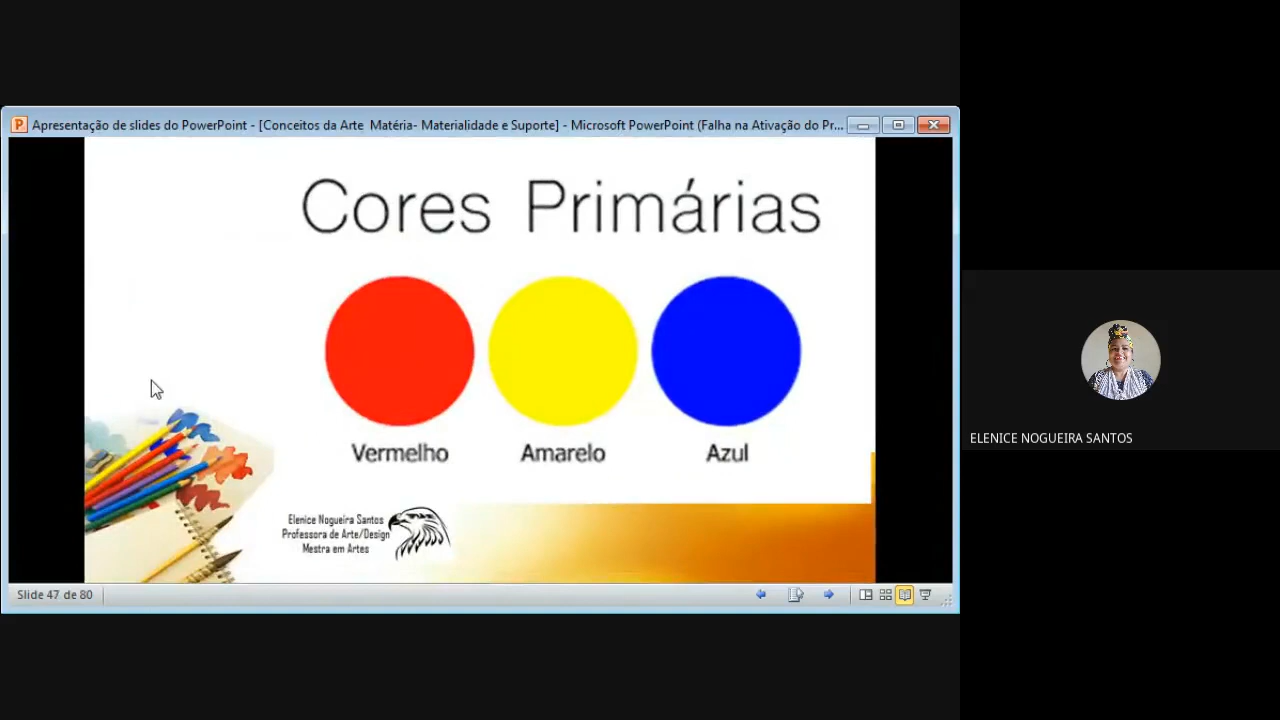 Apresentação de slides do PowerPoint - [Conceitos da Arte Matéria- Materialidade e Suporte] - Microsoft PowerPoint (Falha na Ativação do Pr...
Cores Primárias
Vermelho Amarelo Azul
Elenice Nogueira Santos
Professora de Arte/Design
Mestra em Artes
ELENICE NOGUEIRA SANTOS
Slide 47 de 80